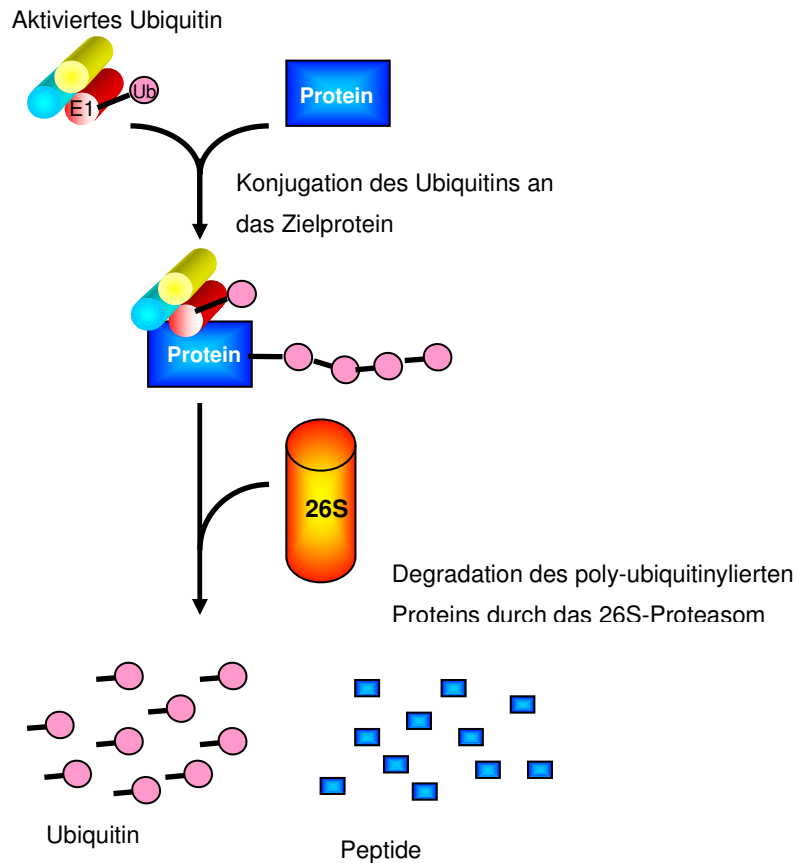 Aktiviertes Ubiquitin
E1
Ub
Protein
Konjugation des Ubiquitins an
das Zielprotein
Protein
26S
Degradation des poly-ubiquitinylierten
Proteins durch das 26S-Proteasom
Ubiquitin
Peptide